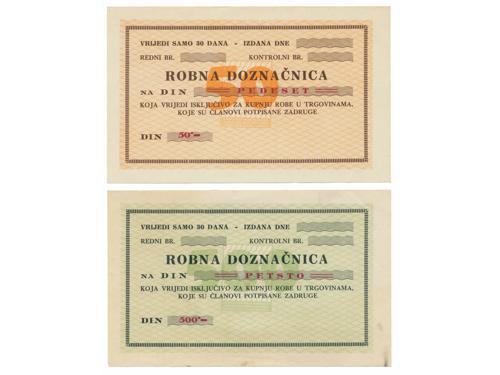 VRIJEDI SAMO 30 DANA - IZDANA DNE
REDNI BR. KONTROLNI BR.
50
ROBNA DOZNAČNICA
NA DIN PEDESET
KOJA VRIJEDI ISKLJUČIVO ZA KUPNJU ROBE U TRGOVINAMA,
KOJE SU ČLANOVI POTPISANE ZADRUGE.
DIN 50'—
VRIJEDI SAMO 30 DANA - IZDANA DNE
REDNI BR. KONTROLNI BR.
ROBNA DOZNAČNICA
NA DIN PETSTO
KOJA VRIJEDI ISKLJUČIVO ZA KUPNJU ROBE U TRGOVINAMA,
KOJE SU ČLANOVI POTPISANE ZADRUGE.
DIN 500'—